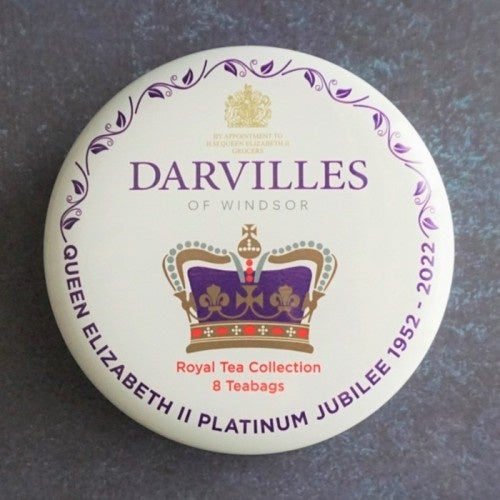 BY APPOINTMENT TO
H.M.QUEEN ELIZABETH II
GROCERS
DARVILLES
OF WINDSOR
Royal Tea Collection
8 Teabags
QUEEN ELIZABETH II PLATINUM JUBILEE 1952 - 2022